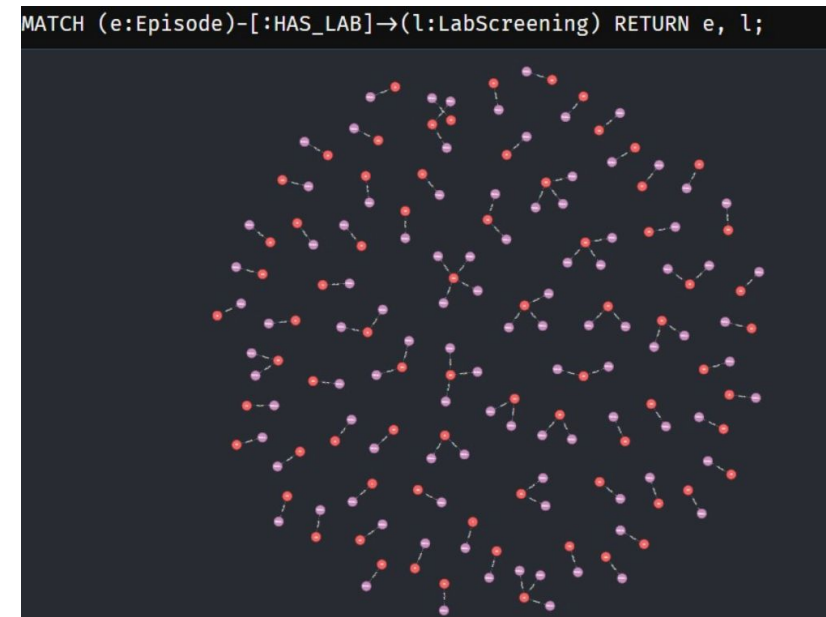 MATCH (e:Episode)-[:HAS_LAB]→(l:LabScreening) RETURN e, l;